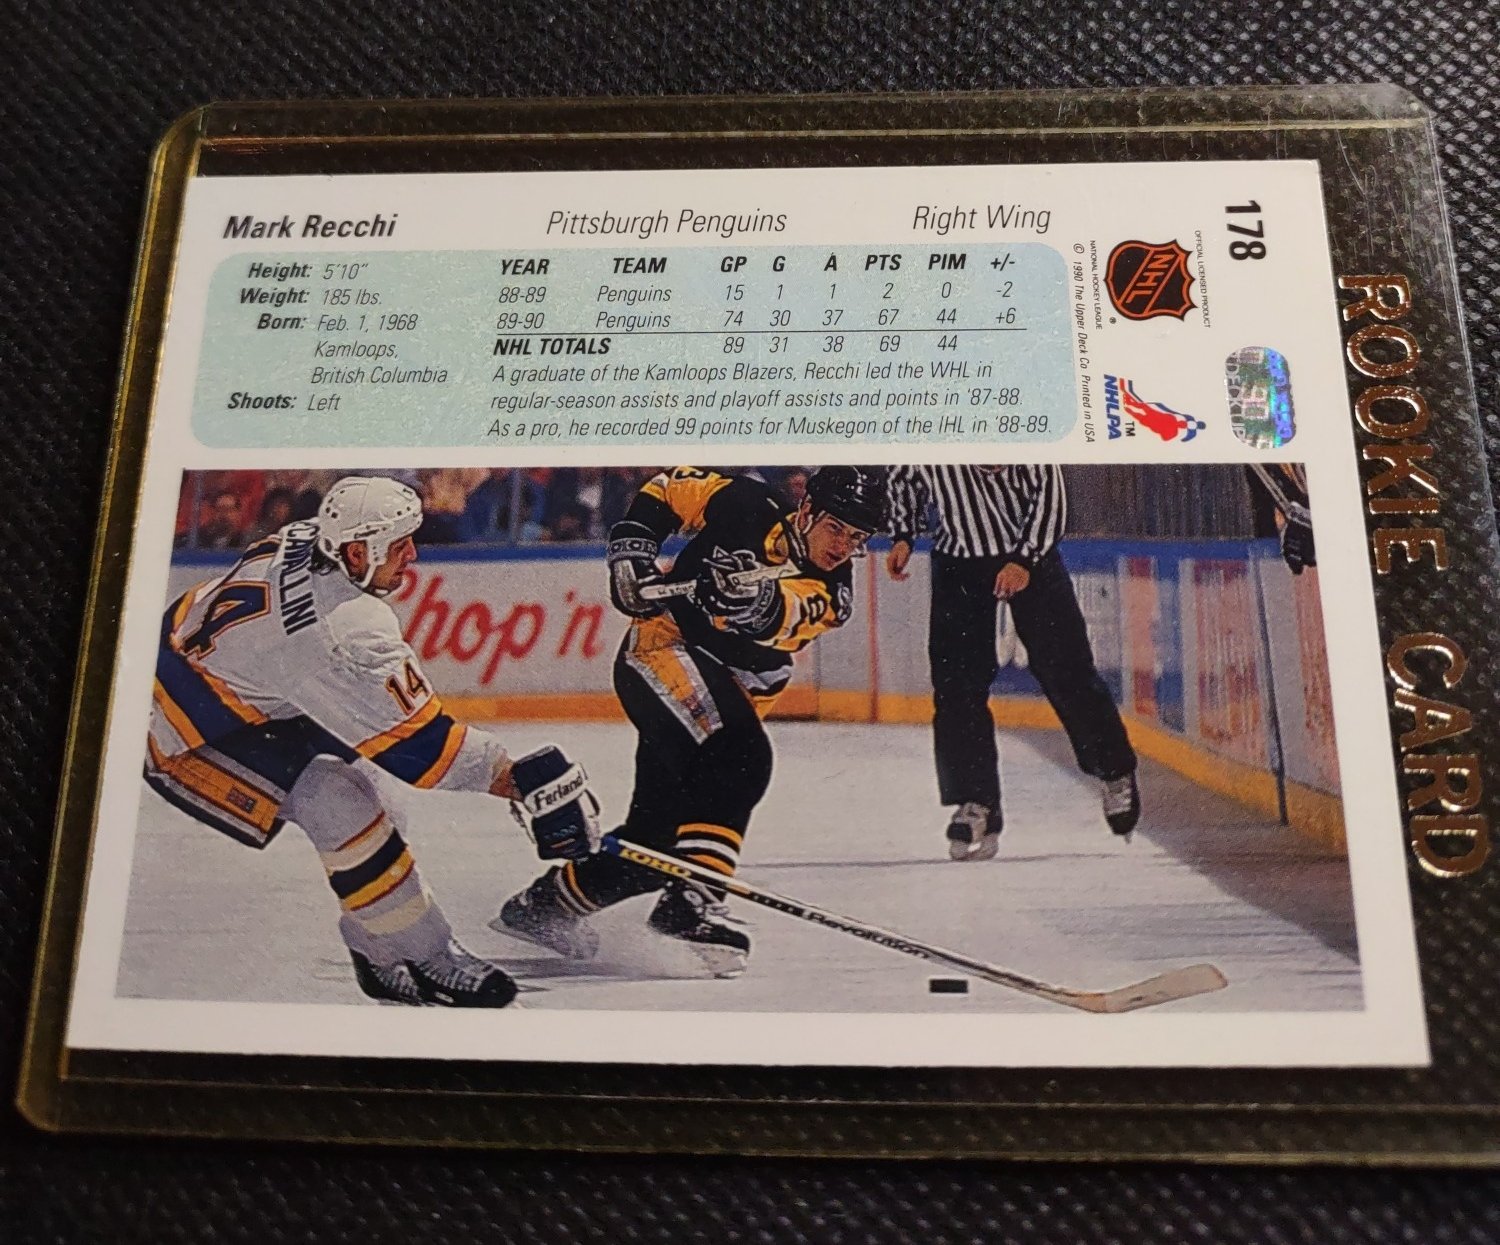 Mark Recchi Pittsburgh Penguins Right Wing
Height: 5'10"
Weight: 185 lbs.
Born: Feb. 1, 1968
Kamloops,
British Columbia
Shoots: Left
YEAR TEAM GP G A PTS PIM +/-
88-89 Penguins 15 1 1 2 0 -2
89-90 Penguins 74 30 37 67 44 +6
NHL TOTALS 89 31 38 69 44
A graduate of the Kamloops Blazers, Recchi led the WHL in
regular-season assists and playoff assists and points in '87-88.
As a pro, he recorded 99 points for Muskegon of the IHL in '88-89.
178
OFFICIAL LICENSED PRODUCT
NHL
NATIONAL HOCKEY LEAGUE ®
© 1990 The Upper Deck Co. Printed in USA
NHLPA
TM
ROOKIE CARD
CAVALLINI
14
14
Shop 'n
8
Ferland
KOHO
Revolution